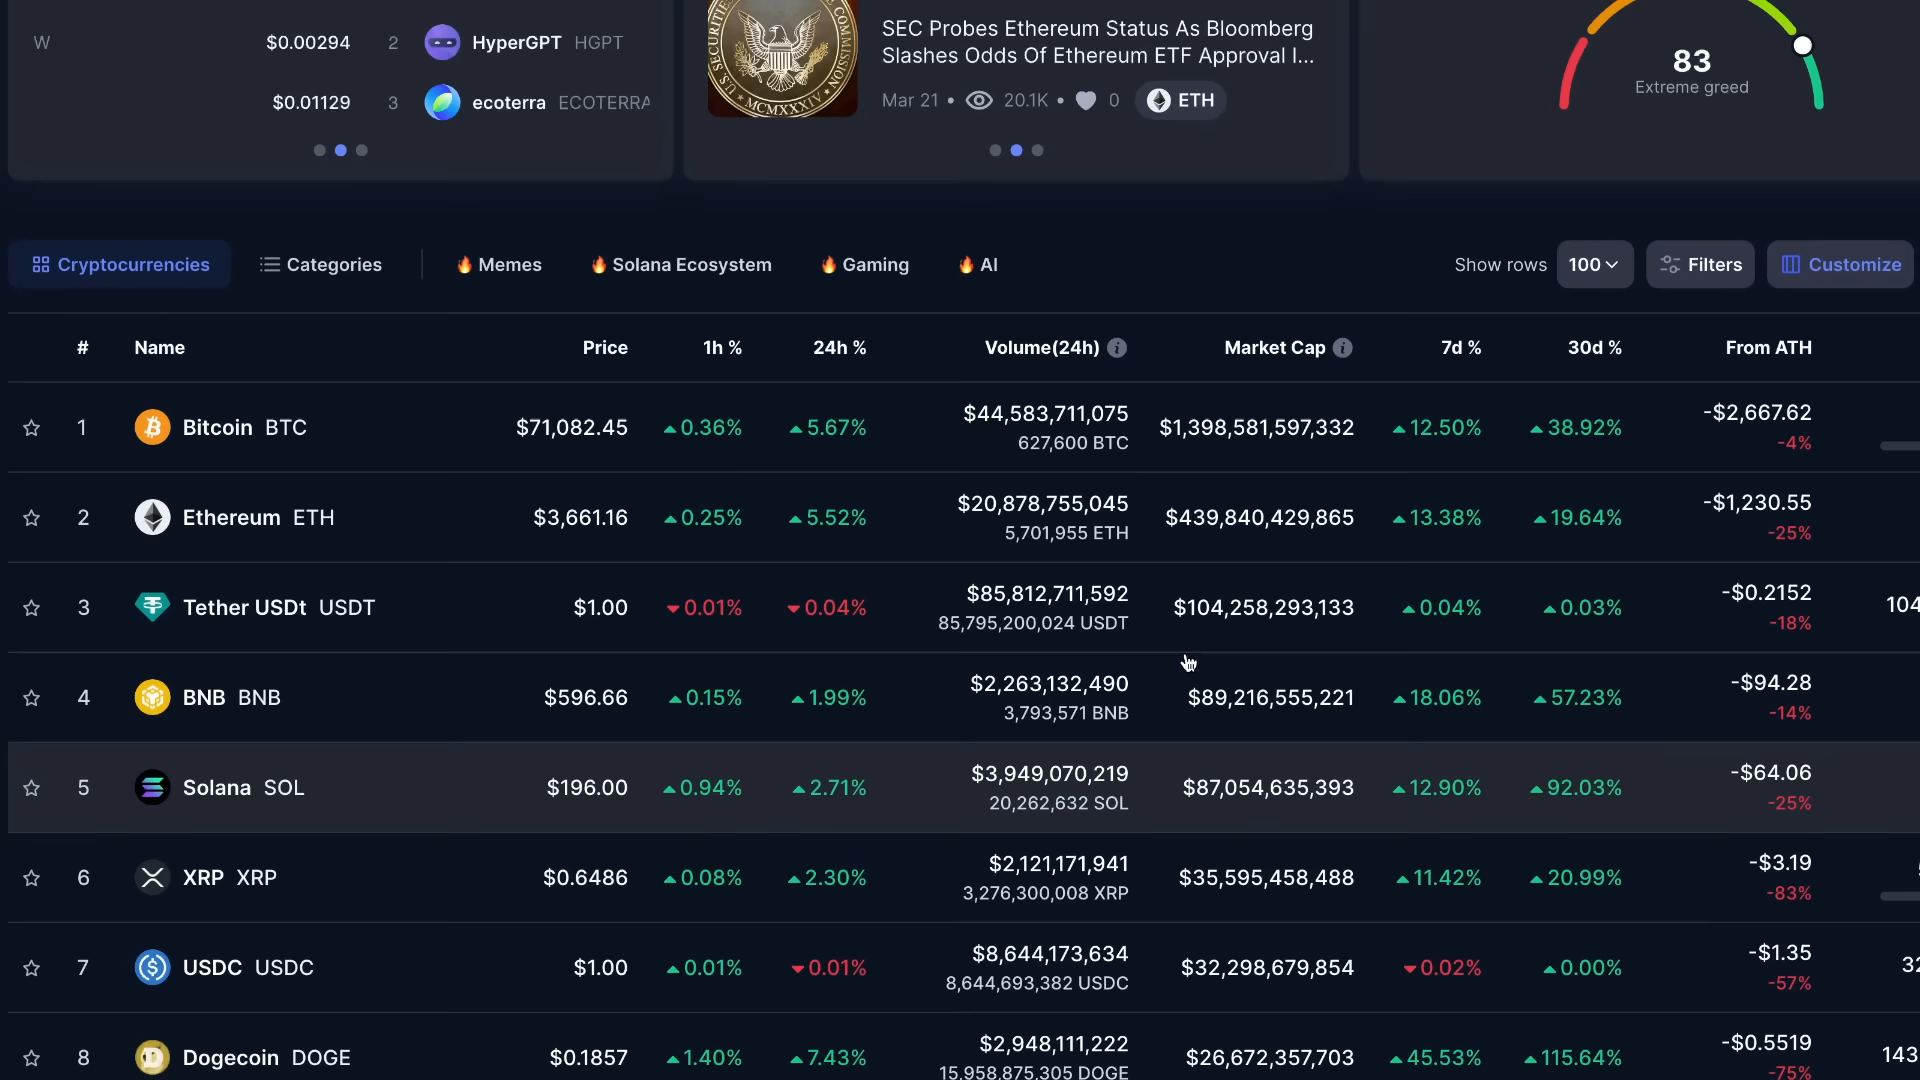 W $0.00294 2 HyperGPT HGPT
$0.01129 3 ecoterra ECOTERRA
SEC Probes Ethereum Status As Bloomberg
Slashes Odds Of Ethereum ETF Approval I...
Mar 21 • 20.1K • 0 ETH
83
Extreme greed
Cryptocurrencies Categories Memes Solana Ecosystem Gaming AI Show rows 100 Filters Customize
# Name Price 1h % 24h % Volume(24h) Market Cap 7d % 30d % From ATH
1 Bitcoin BTC $71,082.45 0.36% 5.67% $44,583,711,075 $1,398,581,597,332 12.50% 38.92% -$2,667.62
627,600 BTC -4%
2 Ethereum ETH $3,661.16 0.25% 5.52% $20,878,755,045 $439,840,429,865 13.38% 19.64% -$1,230.55
5,701,955 ETH -25%
3 Tether USDt USDT $1.00 0.01% 0.04% $85,812,711,592 $104,258,293,133 0.04% 0.03% -$0.2152 104
85,795,200,024 USDT -18%
4 BNB BNB $596.66 0.15% 1.99% $2,263,132,490 $89,216,555,221 18.06% 57.23% -$94.28
3,793,571 BNB -14%
5 Solana SOL $196.00 0.94% 2.71% $3,949,070,219 $87,054,635,393 12.90% 92.03% -$64.06
20,262,632 SOL -25%
6 XRP XRP $0.6486 0.08% 2.30% $2,121,171,941 $35,595,458,488 11.42% 20.99% -$3.19
3,276,300,008 XRP -83%
7 USDC USDC $1.00 0.01% 0.01% $8,644,173,634 $32,298,679,854 0.02% 0.00% -$1.35 32
8,644,693,382 USDC -57%
8 Dogecoin DOGE $0.1857 1.40% 7.43% $2,948,111,222 $26,672,357,703 45.53% 115.64% -$0.5519 143
15,958,875,305 DOGE -75%